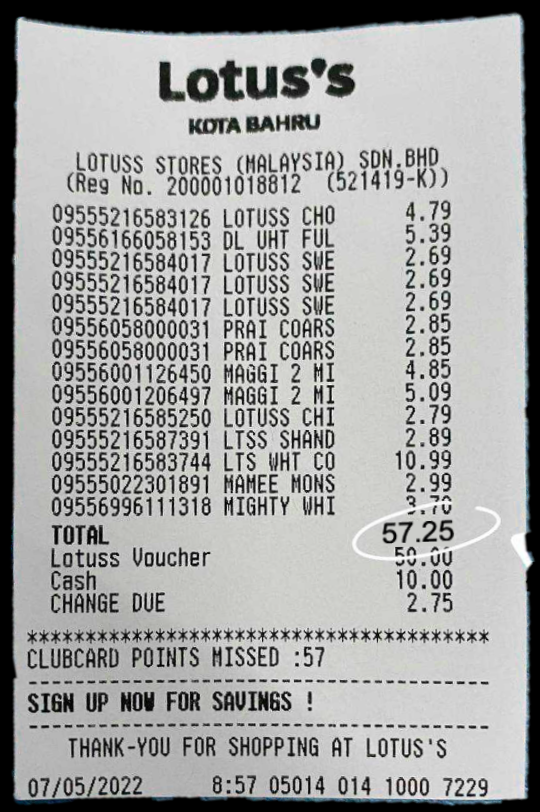 Lotus's
KOTA BAHRU
LOTUSS STORES (MALAYSIA) SDN.BHD
(Reg No. 200001018812 (521419-K))
09555216583126 LOTUSS CHO 4.79
09556166058153 DL UHT FUL 5.39
09555216584017 LOTUSS SWE 2.69
09555216584017 LOTUSS SWE 2.69
09555216584017 LOTUSS SWE 2.69
09556058000031 PRAI COARS 2.85
09556058000031 PRAI COARS 2.85
09556001126450 MAGGI 2 MI 4.85
09556001206497 MAGGI 2 MI 5.09
09555216585250 LOTUSS CHI 2.79
09555216587391 LTSS SHAND 2.89
09555216583744 LTS WHT CO 10.99
09555022301891 MAMEE MONS 2.99
09556996111318 MIGHTY WHI 3.70
TOTAL 57.25
Lotuss Voucher 50.00
Cash 10.00
CHANGE DUE 2.75
****************************************
CLUBCARD POINTS MISSED :57
----------------------------------------
SIGN UP NOW FOR SAVINGS !
----------------------------------------
THANK-YOU FOR SHOPPING AT LOTUS'S
07/05/2022 8:57 05014 014 1000 7229